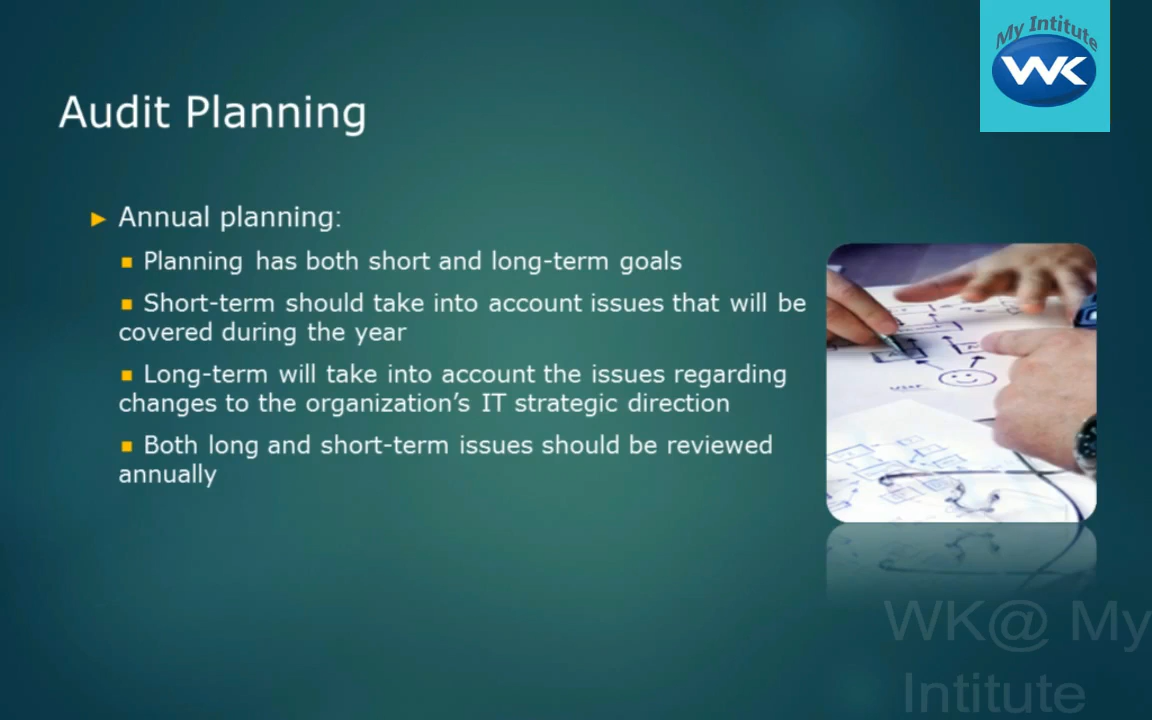 My Intitute
WK
Audit Planning
► Annual planning:
■ Planning has both short and long-term goals
■ Short-term should take into account issues that will be
covered during the year
■ Long-term will take into account the issues regarding
changes to the organization’s IT strategic direction
■ Both long and short-term issues should be reviewed
annually
WK@ My
Intitute